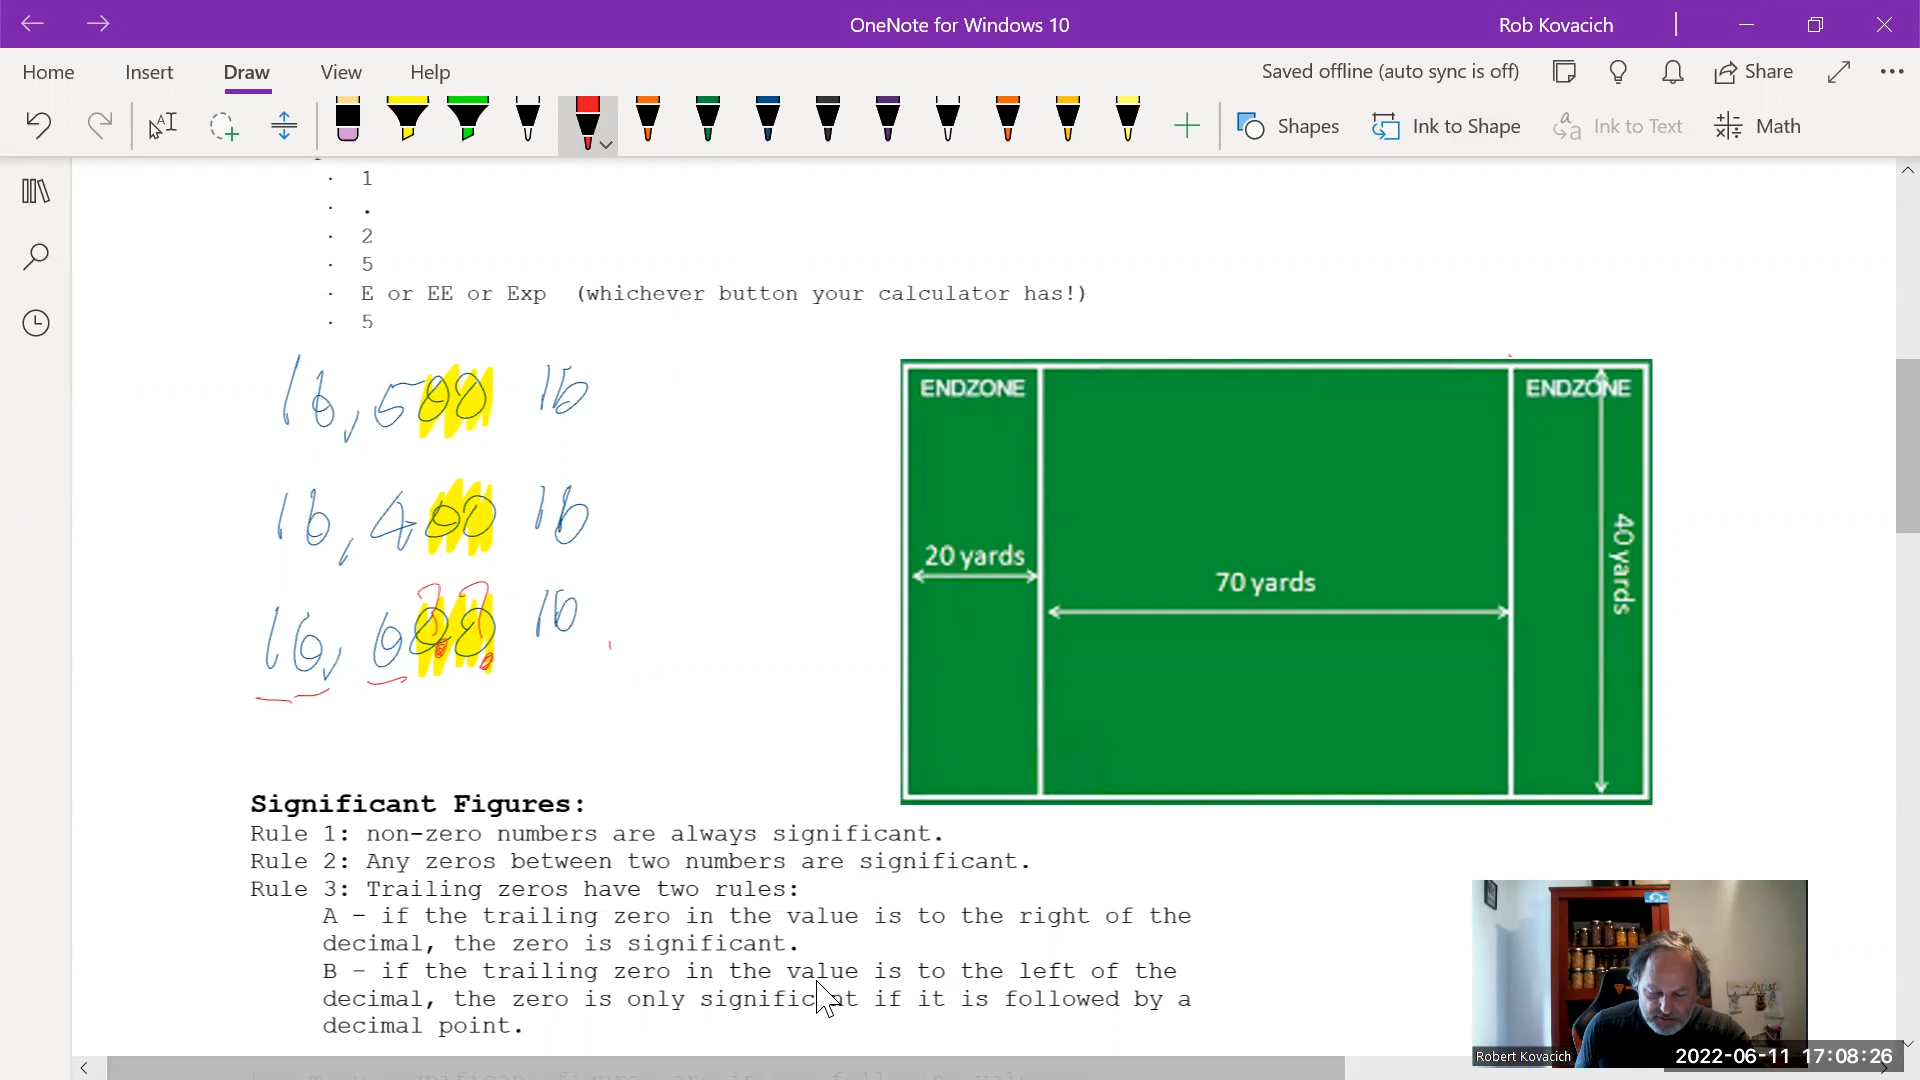 OneNote for Windows 10
Rob Kovacich
Home Insert Draw View Help
Saved offline (auto sync is off)
Share
Shapes
Ink to Shape
Ink to Text
Math
· 1
· .
· 2
· 5
· E or EE or Exp (whichever button your calculator has!)
· 5
16,500 lb
16,400 lb
16,600 lb
??
ENDZONE
ENDZONE
20 yards
70 yards
40 yards
Significant Figures:
Rule 1: non-zero numbers are always significant.
Rule 2: Any zeros between two numbers are significant.
Rule 3: Trailing zeros have two rules:
A – if the trailing zero in the value is to the right of the
decimal, the zero is significant.
B – if the trailing zero in the value is to the left of the
decimal, the zero is only significant if it is followed by a
decimal point.
Robert Kovacich
2022-06-11 17:08:26